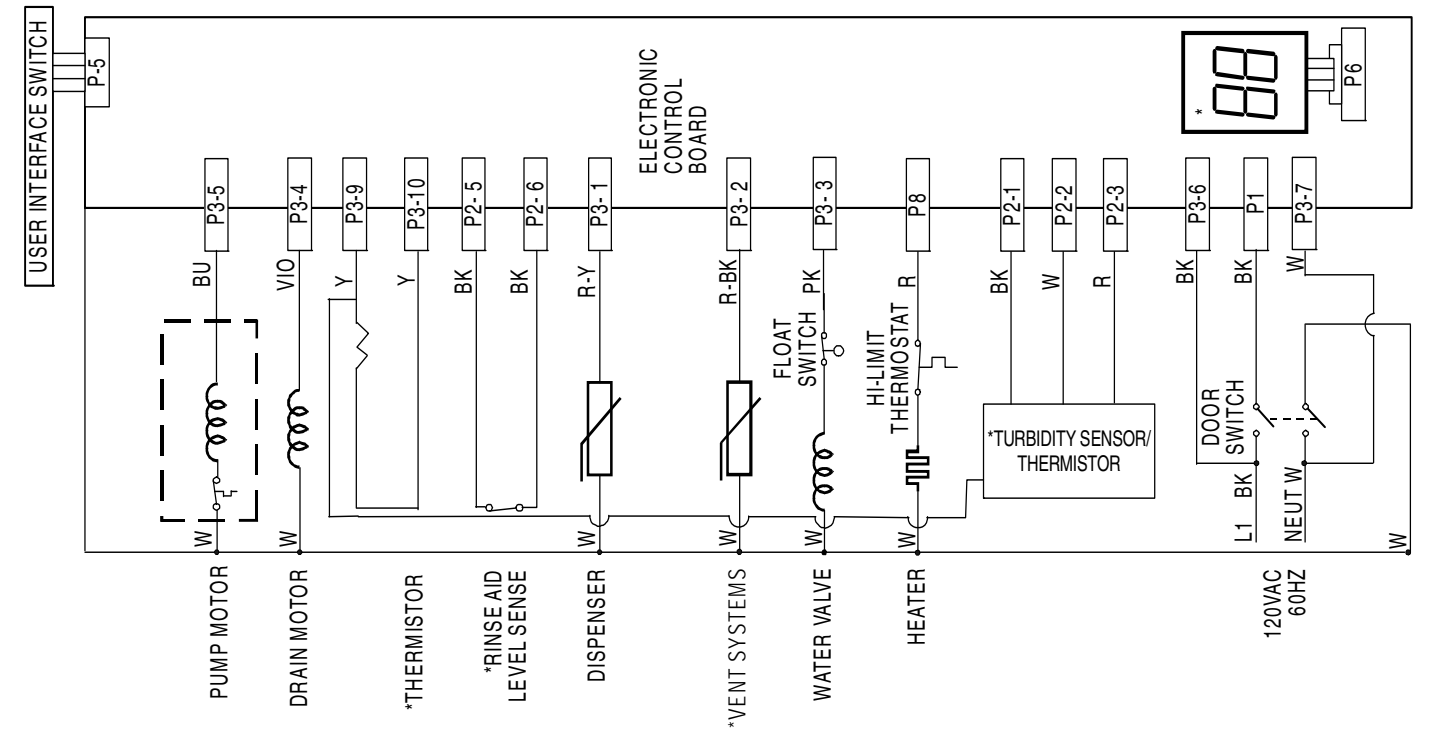 USER INTERFACE SWITCH
P-5
ELECTRONIC
CONTROL
BOARD
*
88
P6
P3-5
P3-4
P3-9
P3-10
P2- 5
P2- 6
P3- 1
P3- 2
P3- 3
P8
P2-1
P2-2
P2-3
P3-6
P1
P3-7
BU
VIO
Y
Y
BK
BK
R-Y
R-BK
PK
R
BK
W
R
BK
BK
W
FLOAT
SWITCH
HI-LIMIT
THERMOSTAT
*TURBIDITY SENSOR/
THERMISTOR
DOOR
SWITCH
W
W
W
W
W
W
L1
BK
NEUT W
W
PUMP MOTOR
DRAIN MOTOR
*THERMISTOR
*RINSE AID
LEVEL SENSE
DISPENSER
*VENT SYSTEMS
WATER VALVE
HEATER
120VAC
60HZ